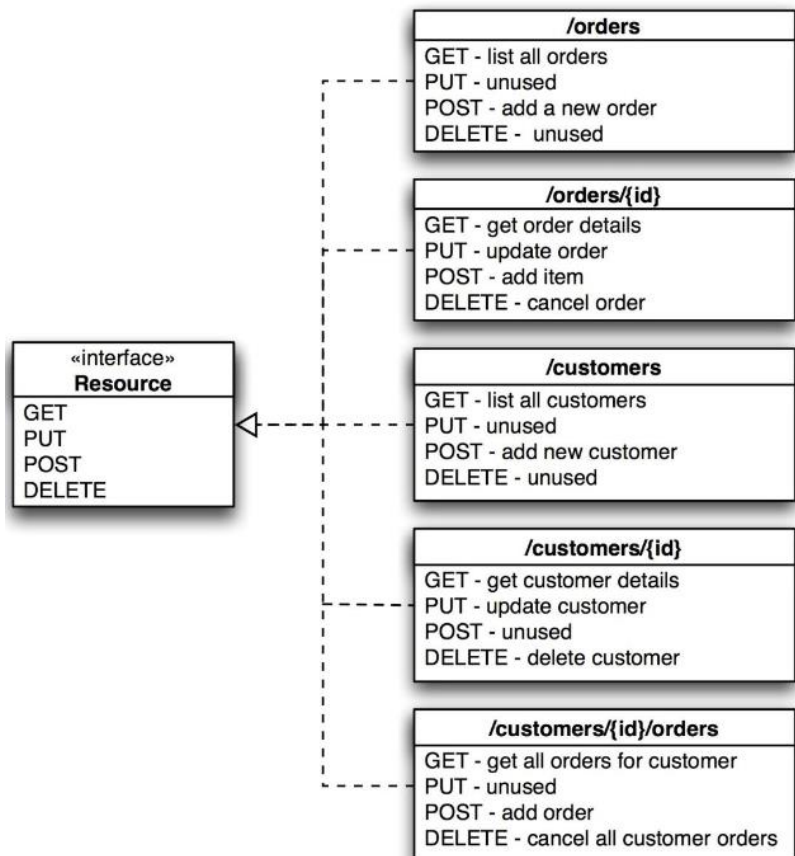 /orders
GET - list all orders
PUT - unused
POST - add a new order
DELETE - unused
/orders/{id}
GET - get order details
PUT - update order
POST - add item
DELETE - cancel order
«interface»
Resource
GET
PUT
POST
DELETE
/customers
GET - list all customers
PUT - unused
POST - add new customer
DELETE - unused
/customers/{id}
GET - get customer details
PUT - update customer
POST - unused
DELETE - delete customer
/customers/{id}/orders
GET - get all orders for customer
PUT - unused
POST - add order
DELETE - cancel all customer orders